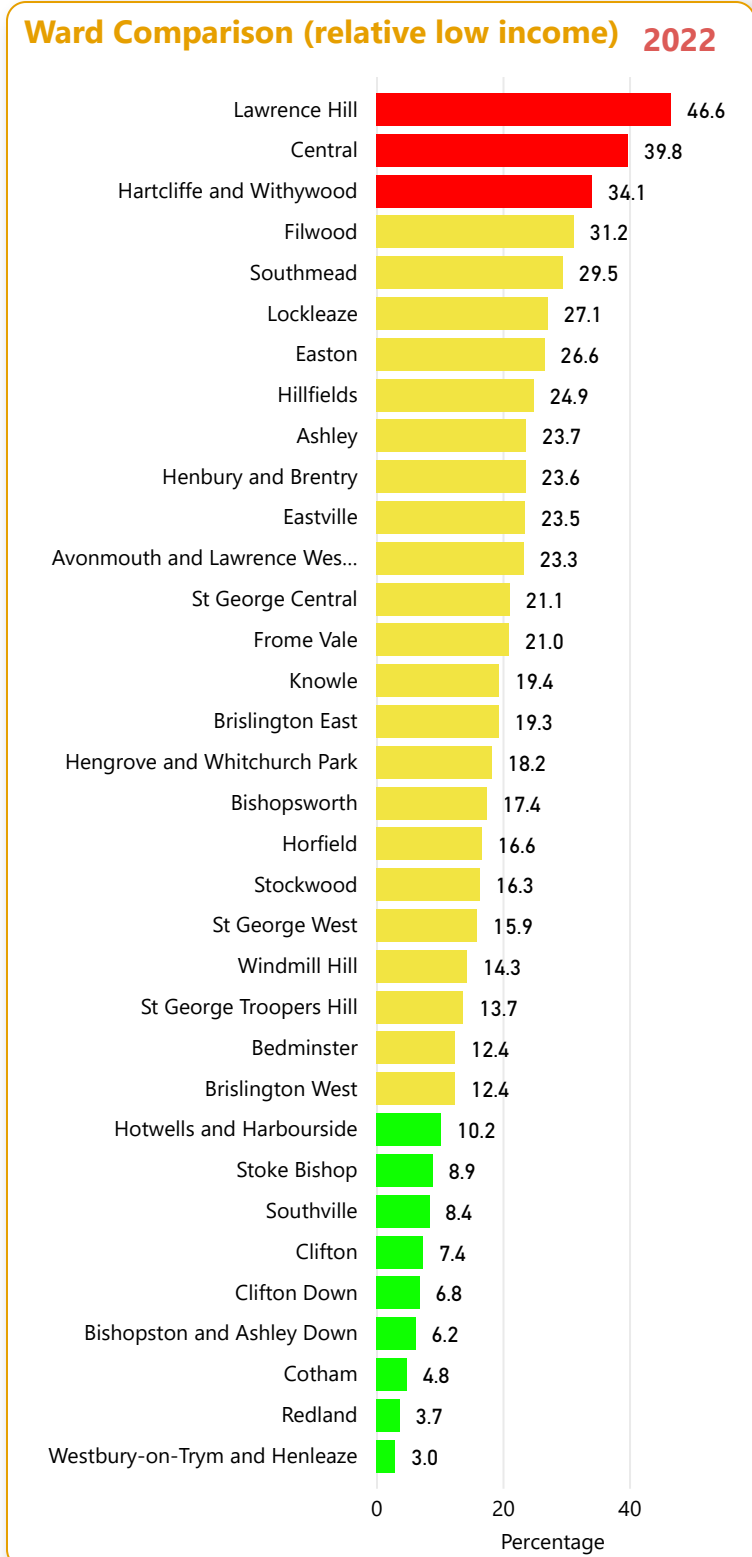 Ward Comparison (relative low income) 2022
Lawrence Hill 46.6
Central 39.8
Hartcliffe and Withywood 34.1
Filwood 31.2
Southmead 29.5
Lockleaze 27.1
Easton 26.6
Hillfields 24.9
Ashley 23.7
Henbury and Brentry 23.6
Eastville 23.5
Avonmouth and Lawrence Wes... 23.3
St George Central 21.1
Frome Vale 21.0
Knowle 19.4
Brislington East 19.3
Hengrove and Whitchurch Park 18.2
Bishopsworth 17.4
Horfield 16.6
Stockwood 16.3
St George West 15.9
Windmill Hill 14.3
St George Troopers Hill 13.7
Bedminster 12.4
Brislington West 12.4
Hotwells and Harbourside 10.2
Stoke Bishop 8.9
Southville 8.4
Clifton 7.4
Clifton Down 6.8
Bishopston and Ashley Down 6.2
Cotham 4.8
Redland 3.7
Westbury-on-Trym and Henleaze 3.0
0 20 40
Percentage